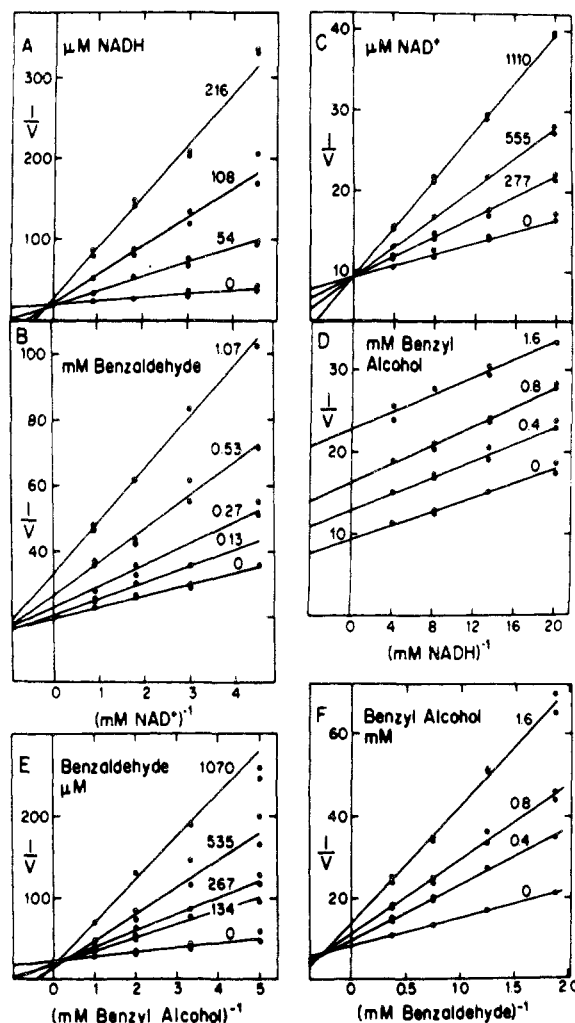 A
μM NADH
300
216
1/V
200
108
100
54
0
C
μM NAD+
40
1110
30
1/V
555
277
20
0
10
B
mM Benzaldehyde
1.07
100
80
0.53
60
1/V
0.27
40
0.13
0
0 1 2 3 4
(mM NAD+)-1
D
mM Benzyl
Alcohol
1.6
30
0.8
1/V
0.4
20
0
10
0 4 8 12 16 20
(mM NADH)-1
E
Benzaldehyde
μM
1070
200
535
1/V
267
100
134
0
0 1 2 3 4 5
(mM Benzyl Alcohol)-1
F
Benzyl Alcohol
mM
1.6
60
0.8
40
0.4
1/V
20
0
0 0.5 1.0 1.5 2.0
(mM Benzaldehyde)-1